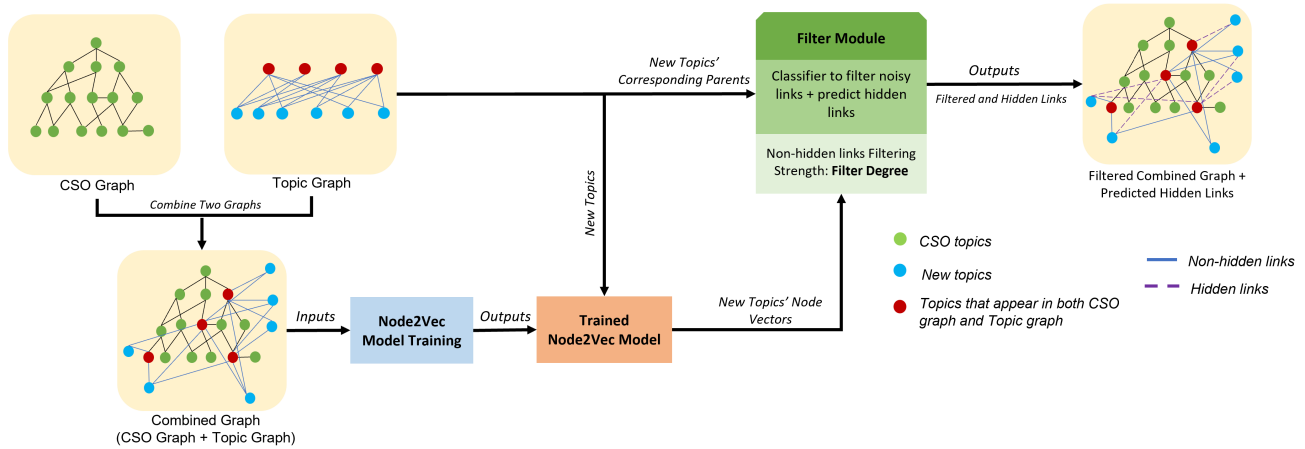 CSO Graph
Topic Graph
Combine Two Graphs
Combined Graph
(CSO Graph + Topic Graph)
Inputs
Node2Vec
Model Training
Outputs
Trained
Node2Vec Model
New Topics
New Topics’
Corresponding Parents
New Topics’ Node
Vectors
Filter Module
Classifier to filter noisy
links + predict hidden
links
Non-hidden links Filtering
Strength: Filter Degree
Outputs
Filtered and Hidden Links
Filtered Combined Graph +
Predicted Hidden Links
CSO topics
New topics
Topics that appear in both CSO
graph and Topic graph
Non-hidden links
Hidden links